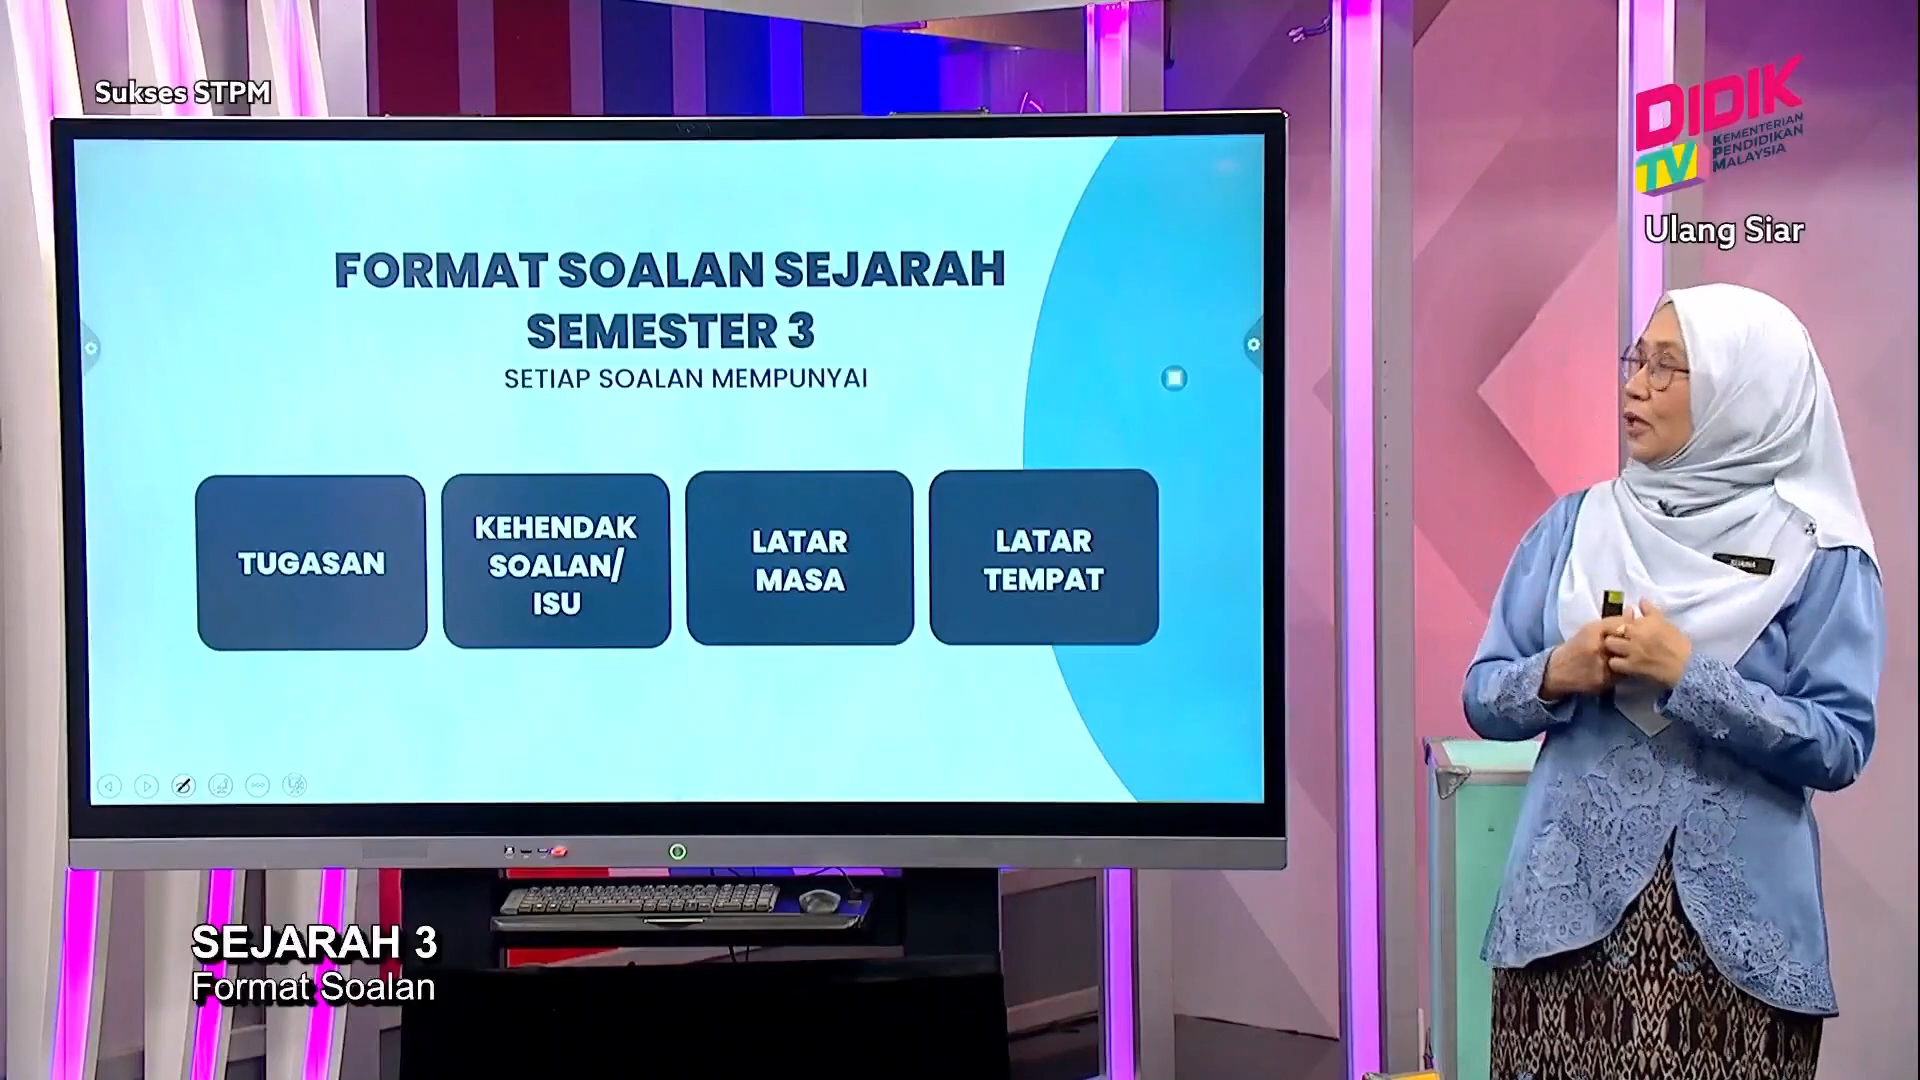 Sukses STPM
DIDIK
TV
KEMENTERIAN
PENDIDIKAN
MALAYSIA
Ulang Siar
FORMAT SOALAN SEJARAH
SEMESTER 3
SETIAP SOALAN MEMPUNYAI
TUGASAN
KEHENDAK
SOALAN/
ISU
LATAR
MASA
LATAR
TEMPAT
SEJARAH 3
Format Soalan